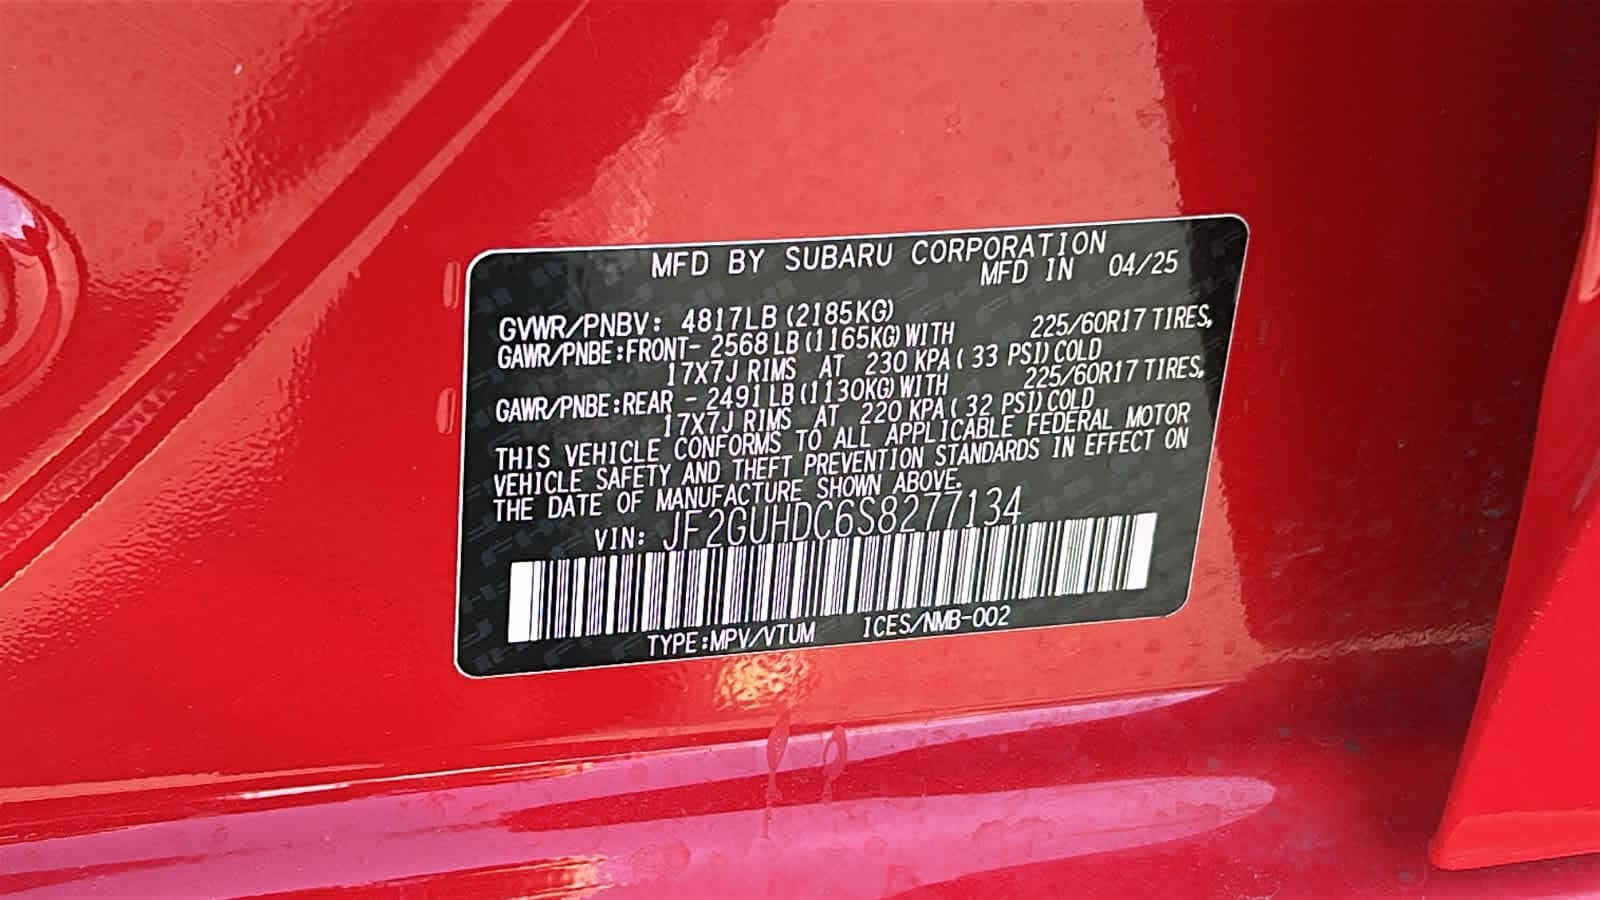 MFD BY SUBARU CORPORATION
MFD IN 04/25
GVWR/PNBV: 4817LB (2185KG)
GAWR/PNBE:FRONT- 2568 LB (1165KG) WITH 225/60R17 TIRES,
17X7J RIMS AT 230 KPA ( 33 PSI) COLD
GAWR/PNBE:REAR - 2491 LB (1130KG) WITH 225/60R17 TIRES,
17X7J RIMS AT 220 KPA ( 32 PSI) COLD
THIS VEHICLE CONFORMS TO ALL APPLICABLE FEDERAL MOTOR
VEHICLE SAFETY AND THEFT PREVENTION STANDARDS IN EFFECT ON
THE DATE OF MANUFACTURE SHOWN ABOVE.
VIN: JF2GUHDC6S8277134
TYPE:MPV/VTUM ICES/NMB-002